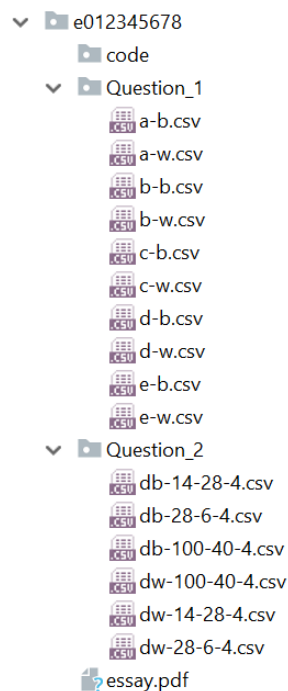 e012345678
code
Question_1
a-b.csv
a-w.csv
b-b.csv
b-w.csv
c-b.csv
c-w.csv
d-b.csv
d-w.csv
e-b.csv
e-w.csv
Question_2
db-14-28-4.csv
db-28-6-4.csv
db-100-40-4.csv
dw-100-40-4.csv
dw-14-28-4.csv
dw-28-6-4.csv
essay.pdf